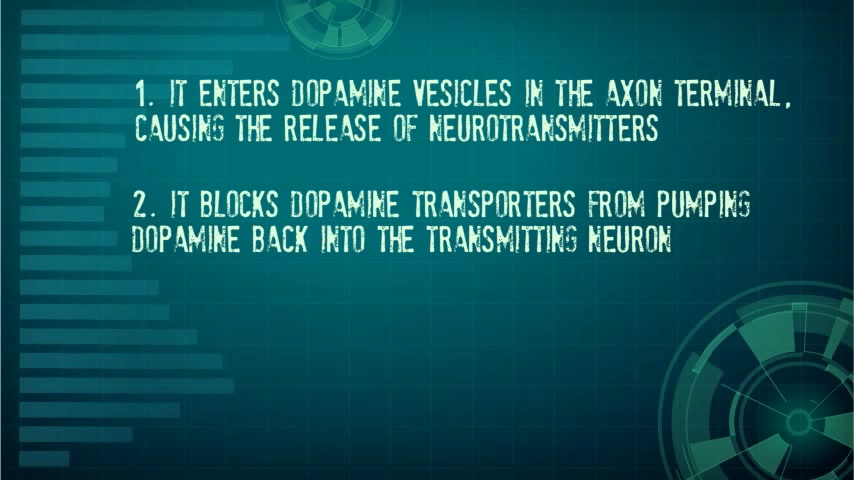 1. IT ENTERS DOPAMINE VESICLES IN THE AXON TERMINAL,
CAUSING THE RELEASE OF NEUROTRANSMITTERS
2. IT BLOCKS DOPAMINE TRANSPORTERS FROM PUMPING
DOPAMINE BACK INTO THE TRANSMITTING NEURON